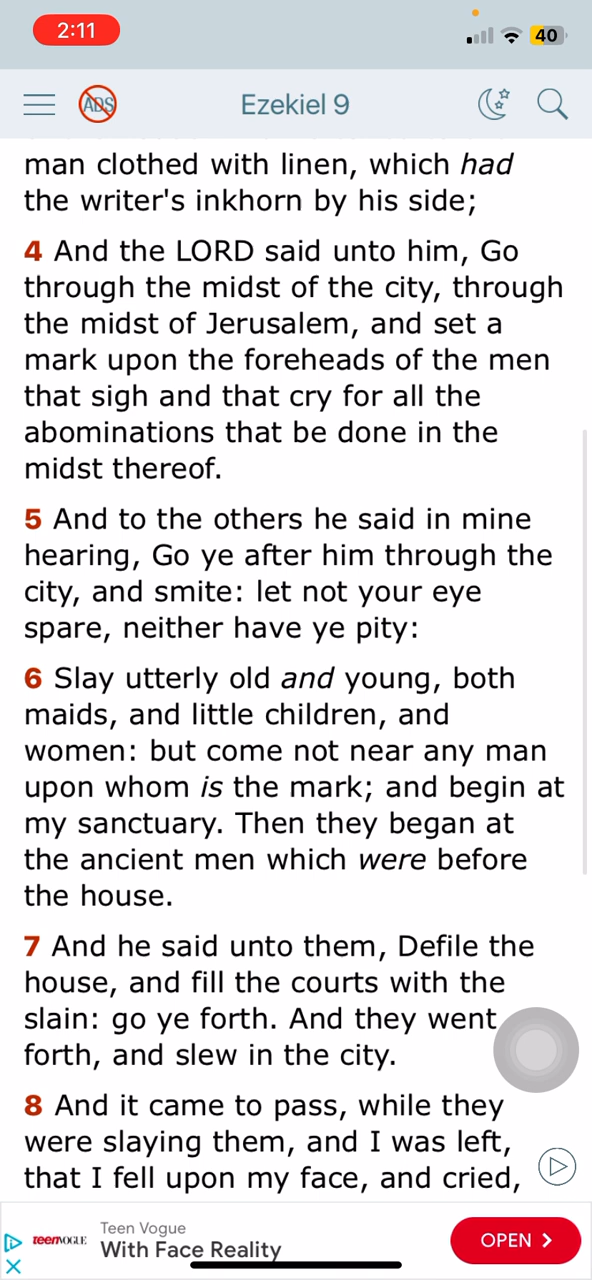 2:11
40
ADS
Ezekiel 9
man clothed with linen, which had
the writer's inkhorn by his side;
4 And the LORD said unto him, Go
through the midst of the city, through
the midst of Jerusalem, and set a
mark upon the foreheads of the men
that sigh and that cry for all the
abominations that be done in the
midst thereof.
5 And to the others he said in mine
hearing, Go ye after him through the
city, and smite: let not your eye
spare, neither have ye pity:
6 Slay utterly old and young, both
maids, and little children, and
women: but come not near any man
upon whom is the mark; and begin at
my sanctuary. Then they began at
the ancient men which were before
the house.
7 And he said unto them, Defile the
house, and fill the courts with the
slain: go ye forth. And they went
forth, and slew in the city.
8 And it came to pass, while they
were slaying them, and I was left,
that I fell upon my face, and cried,
teenVOGUE
Teen Vogue
With Face Reality
OPEN